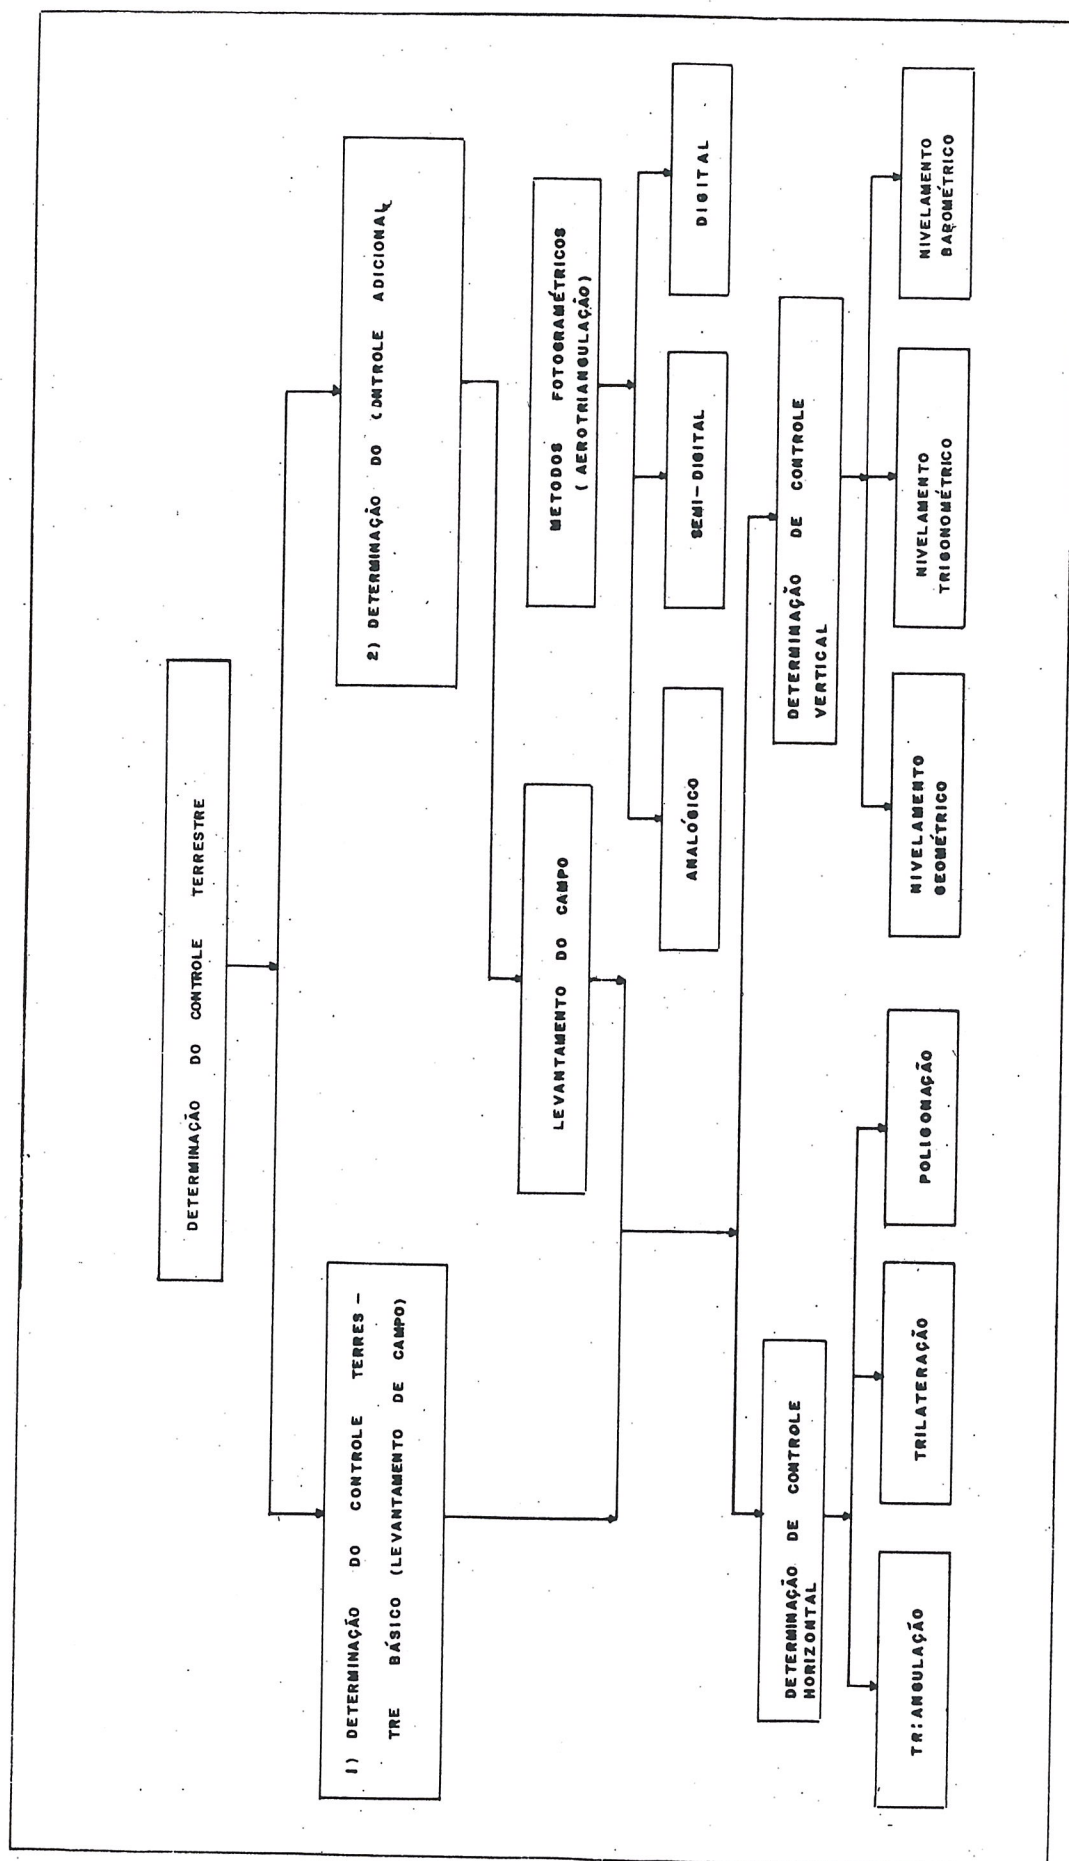 DETERMINAÇÃO DO CONTROLE TERRESTRE
1) DETERMINAÇÃO DO CONTROLE TERRES-
TRE BÁSICO (LEVANTAMENTO DE CAMPO)
2) DETERMINAÇÃO DO CONTROLE ADICIONAL
LEVANTAMENTO DO CAMPO
METODOS FOTOGRAMÉTRICOS
(AEROTRIANGULAÇÃO)
ANALÓGICO
SEMI-DIGITAL
DIGITAL
DETERMINAÇÃO DE CONTROLE
HORIZONTAL
DETERMINAÇÃO DE CONTROLE
VERTICAL
TRIANGULAÇÃO
TRILATERAÇÃO
POLIGONAÇÃO
NIVELAMENTO
GEOMÉTRICO
NIVELAMENTO
TRIGONOMÉTRICO
NIVELAMENTO
BAROMÉTRICO